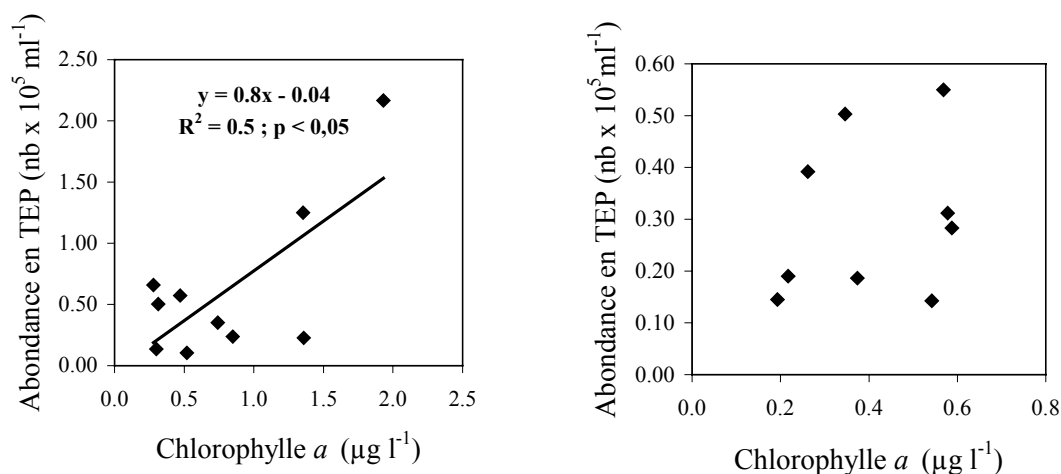 Abondance en TEP (nb x 10⁵ ml⁻¹)
2.50
2.00
1.50
1.00
0.50
0.00
y = 0.8x - 0.04
R² = 0.5 ; p < 0,05
0.0 0.5 1.0 1.5 2.0 2.5
Chlorophylle a (µg l⁻¹)
Abondance en TEP (nb x 10⁵ ml⁻¹)
0.60
0.50
0.40
0.30
0.20
0.10
0.00
0.0 0.2 0.4 0.6 0.8
Chlorophylle a (µg l⁻¹)